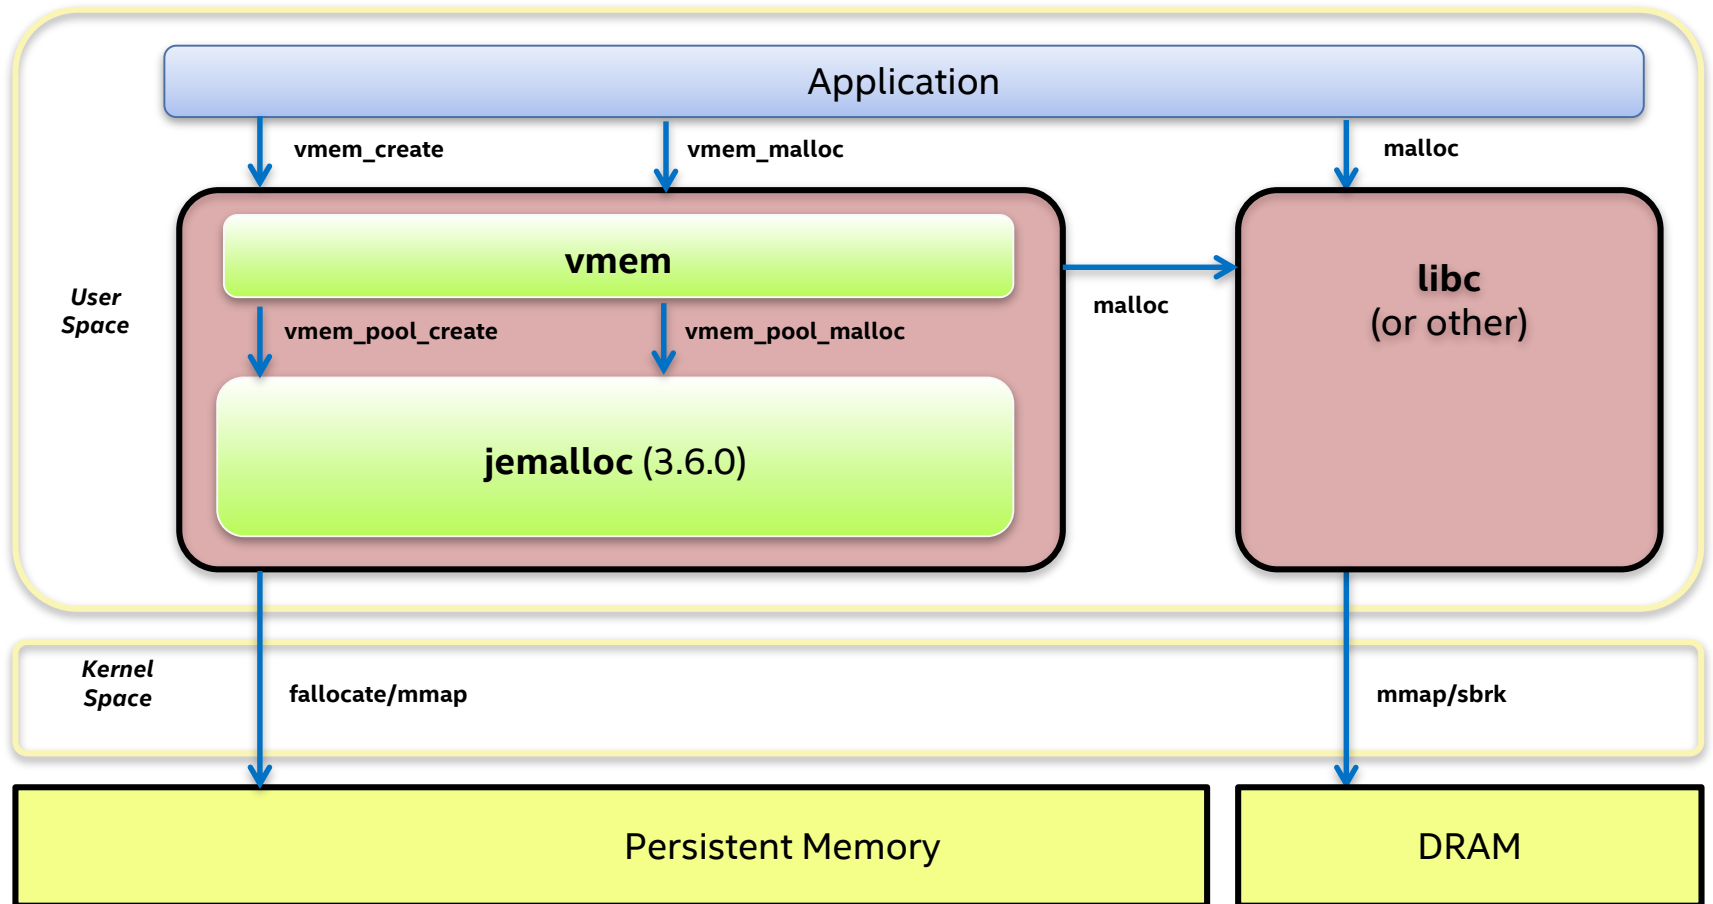 Application
vmem_create
vmem_malloc
malloc
vmem
libc
(or other)
malloc
User
Space
vmem_pool_create
vmem_pool_malloc
jemalloc (3.6.0)
Kernel
Space
fallocate/mmap
mmap/sbrk
Persistent Memory
DRAM